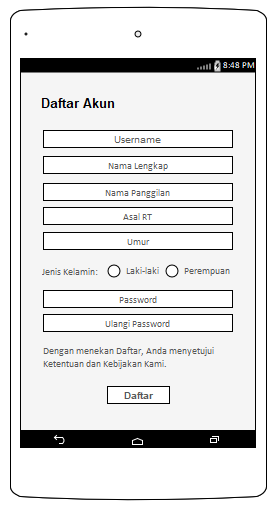 8:48 PM
Daftar Akun
Username
Nama Lengkap
Nama Panggilan
Asal RT
Umur
Jenis Kelamin: Laki-laki Perempuan
Password
Ulangi Password
Dengan menekan Daftar, Anda menyetujui
Ketentuan dan Kebijakan Kami.
Daftar